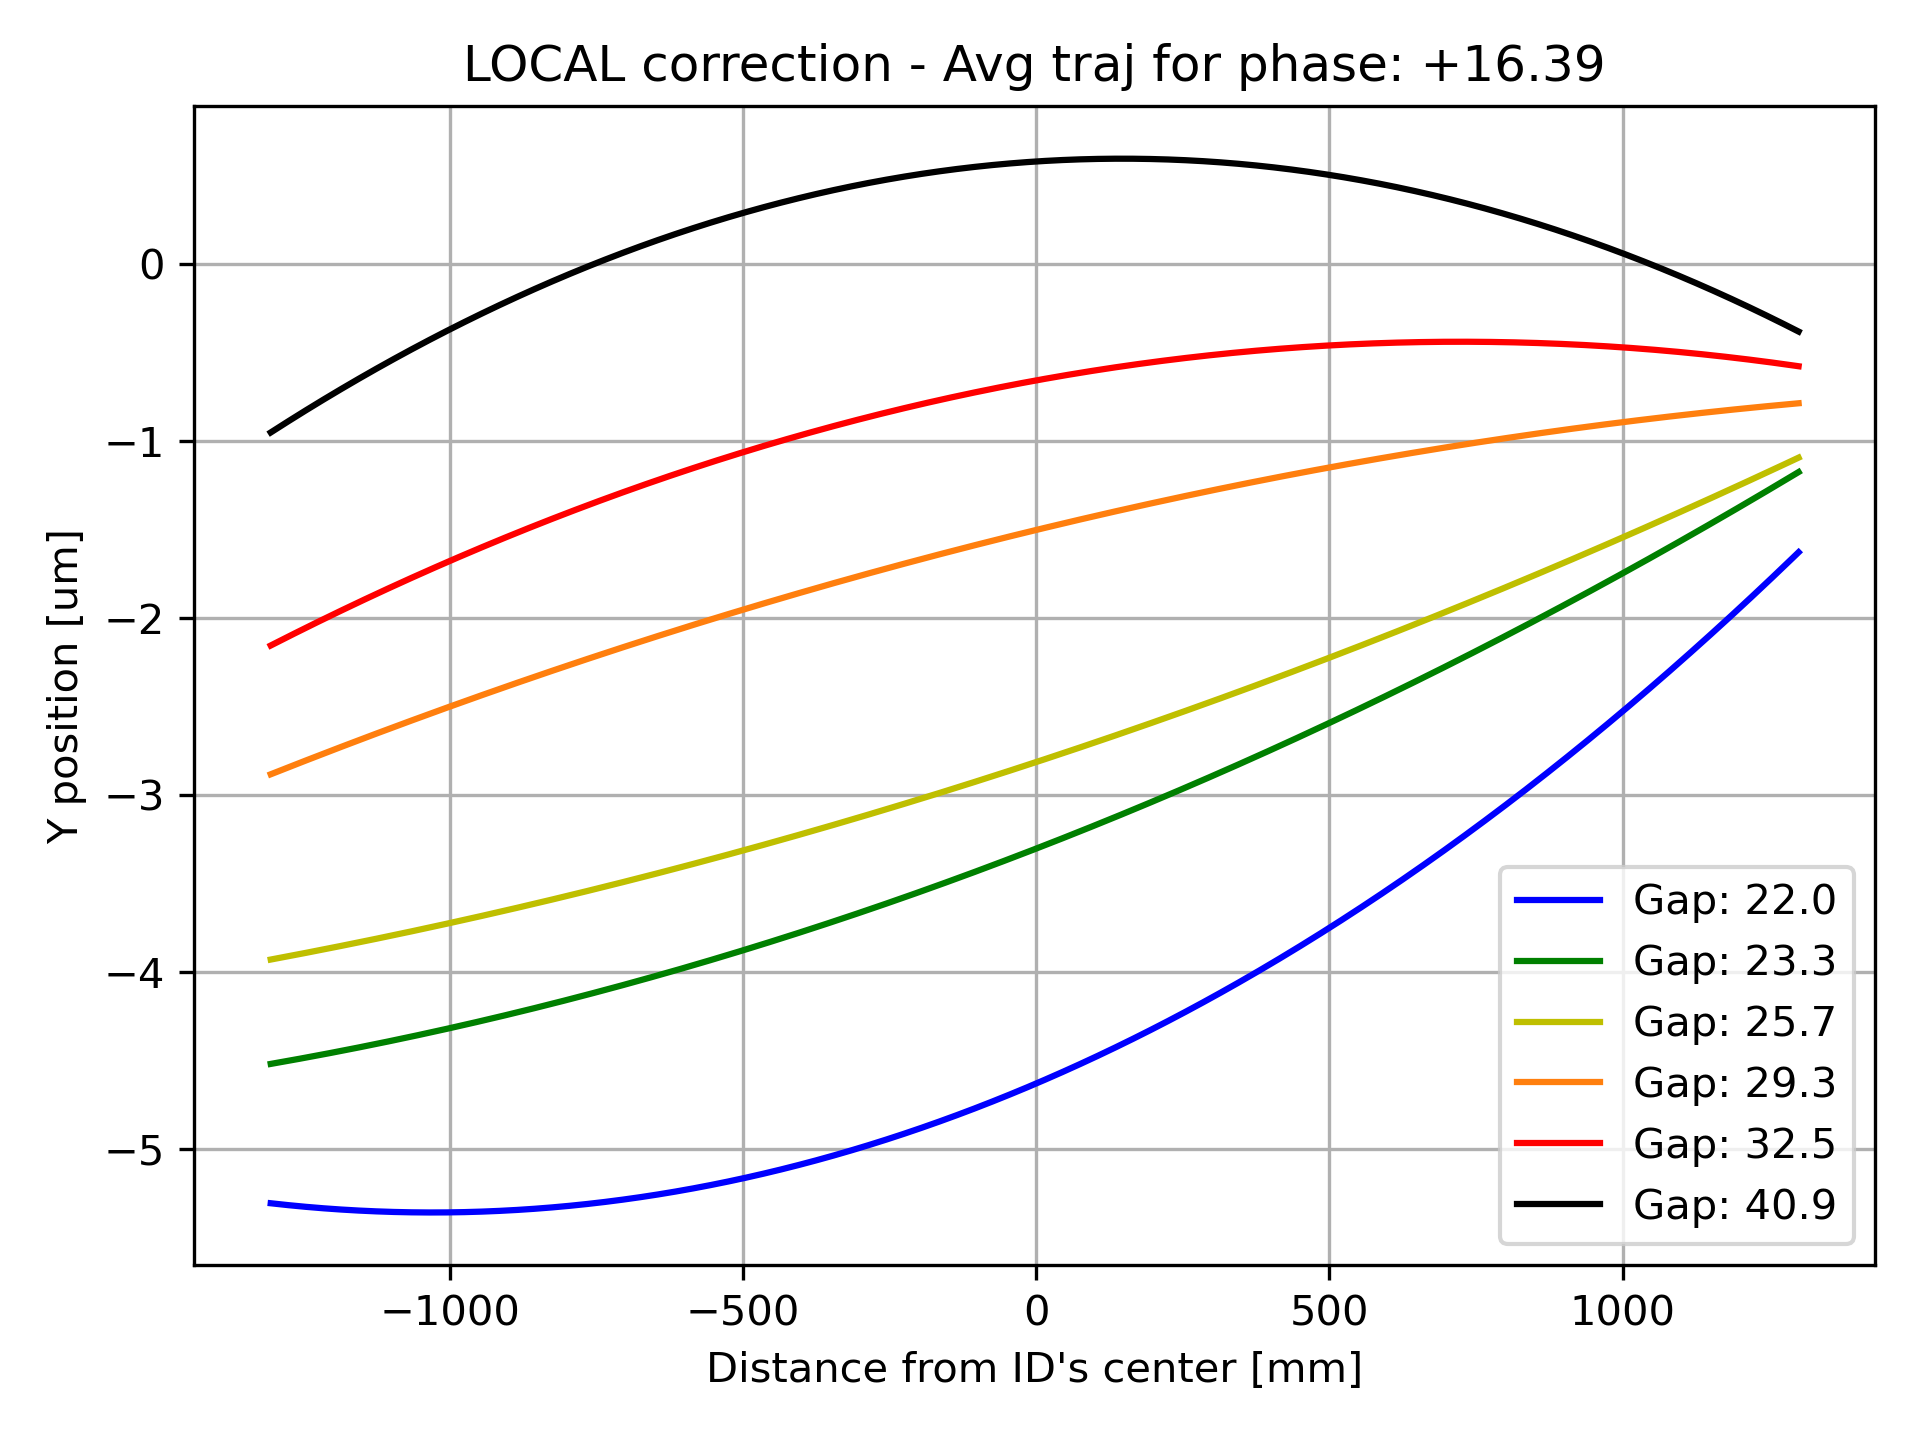 LOCAL correction - Avg traj for phase: +16.39
Y position [um]
0
−1
−2
−3
−4
−5
Gap: 22.0
Gap: 23.3
Gap: 25.7
Gap: 29.3
Gap: 32.5
Gap: 40.9
−1000 −500 0 500 1000
Distance from ID's center [mm]